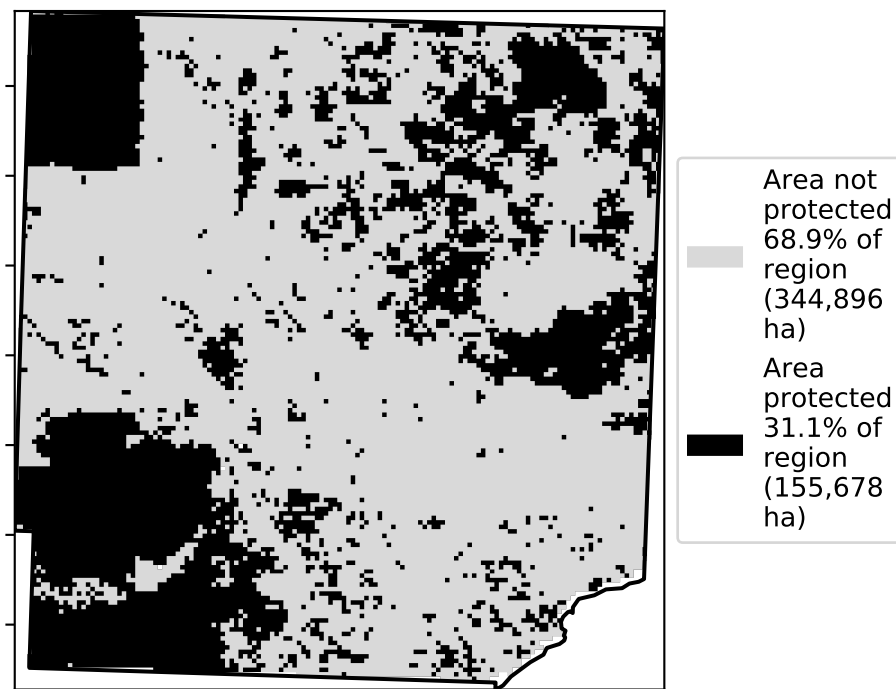 Area not
protected
68.9% of
region
(344,896
ha)
Area
protected
31.1% of
region
(155,678
ha)